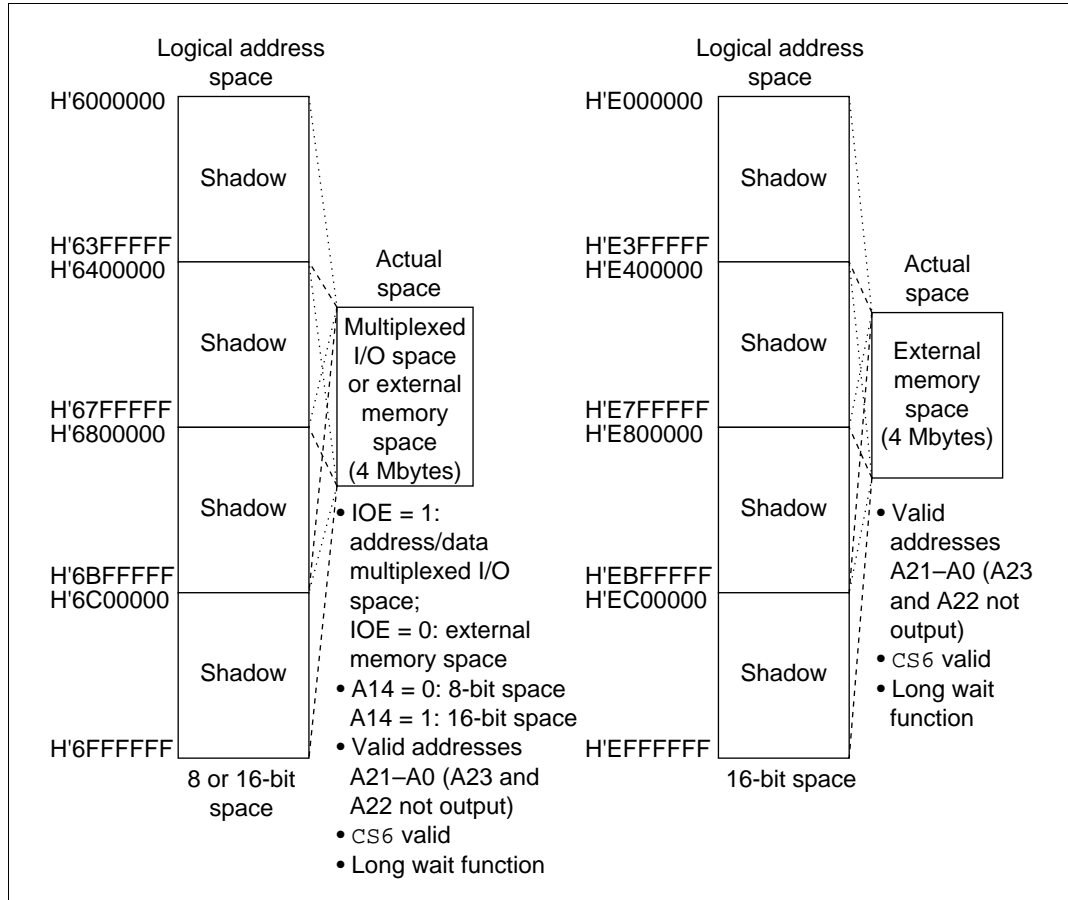 Logical address
space
H'6000000
Shadow
H'63FFFFF
H'6400000
Shadow
H'67FFFFF
H'6800000
Shadow
H'6BFFFFF
H'6C00000
Shadow
H'6FFFFFF
8 or 16-bit
space
Actual
space
Multiplexed
I/O space
or external
memory
space
(4 Mbytes)
• IOE = 1:
address/data
multiplexed I/O
space;
IOE = 0: external
memory space
• A14 = 0: 8-bit space
A14 = 1: 16-bit space
• Valid addresses
A21–A0 (A23 and
A22 not output)
• CS6 valid
• Long wait function
Logical address
space
H'E000000
Shadow
H'E3FFFFF
H'E400000
Shadow
H'E7FFFFF
H'E800000
Shadow
H'EBFFFFF
H'EC00000
Shadow
H'EFFFFFF
16-bit space
Actual
space
External
memory
space
(4 Mbytes)
• Valid
addresses
A21–A0 (A23
and A22 not
output)
• CS6 valid
• Long wait
function